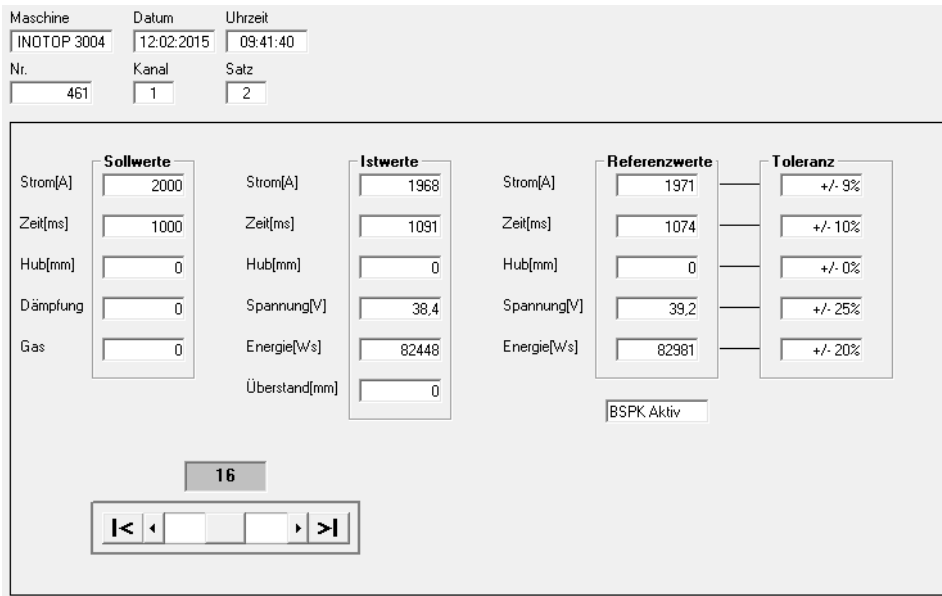 Maschine Datum Uhrzeit
INOTOP 3004 12:02:2015 09:41:40
Nr. Kanal Satz
461 1 2
Sollwerte Istwerte Referenzwerte Toleranz
Strom[A] 2000 Strom[A] 1968 Strom[A] 1971 +/- 9%
Zeit[ms] 1000 Zeit[ms] 1091 Zeit[ms] 1074 +/- 10%
Hub[mm] 0 Hub[mm] 0 Hub[mm] 0 +/- 0%
Dämpfung 0 Spannung[V] 38,4 Spannung[V] 39,2 +/- 25%
Gas 0 Energie[Ws] 82448 Energie[Ws] 82981 +/- 20%
Überstand[mm] 0
BSPK Aktiv
16
|< >|